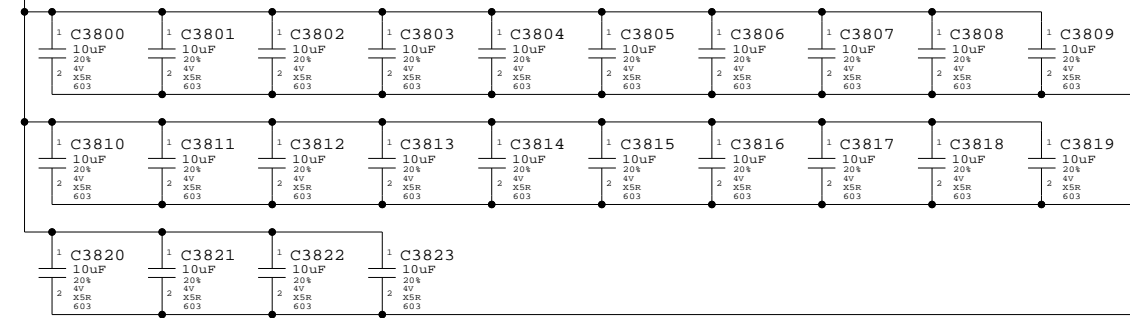 1 C3800 1 C3801 1 C3802 1 C3803 1 C3804 1 C3805 1 C3806 1 C3807 1 C3808 1 C3809
10uF 10uF 10uF 10uF 10uF 10uF 10uF 10uF 10uF 10uF
20% 20% 20% 20% 20% 20% 20% 20% 20% 20%
2 4V 2 4V 2 4V 2 4V 2 4V 2 4V 2 4V 2 4V 2 4V 2 4V
X5R X5R X5R X5R X5R X5R X5R X5R X5R X5R
603 603 603 603 603 603 603 603 603 603
1 C3810 1 C3811 1 C3812 1 C3813 1 C3814 1 C3815 1 C3816 1 C3817 1 C3818 1 C3819
10uF 10uF 10uF 10uF 10uF 10uF 10uF 10uF 10uF 10uF
20% 20% 20% 20% 20% 20% 20% 20% 20% 20%
2 4V 2 4V 2 4V 2 4V 2 4V 2 4V 2 4V 2 4V 2 4V 2 4V
X5R X5R X5R X5R X5R X5R X5R X5R X5R X5R
603 603 603 603 603 603 603 603 603 603
1 C3820 1 C3821 1 C3822 1 C3823
10uF 10uF 10uF 10uF
20% 20% 20% 20%
2 4V 2 4V 2 4V 2 4V
X5R X5R X5R X5R
603 603 603 603